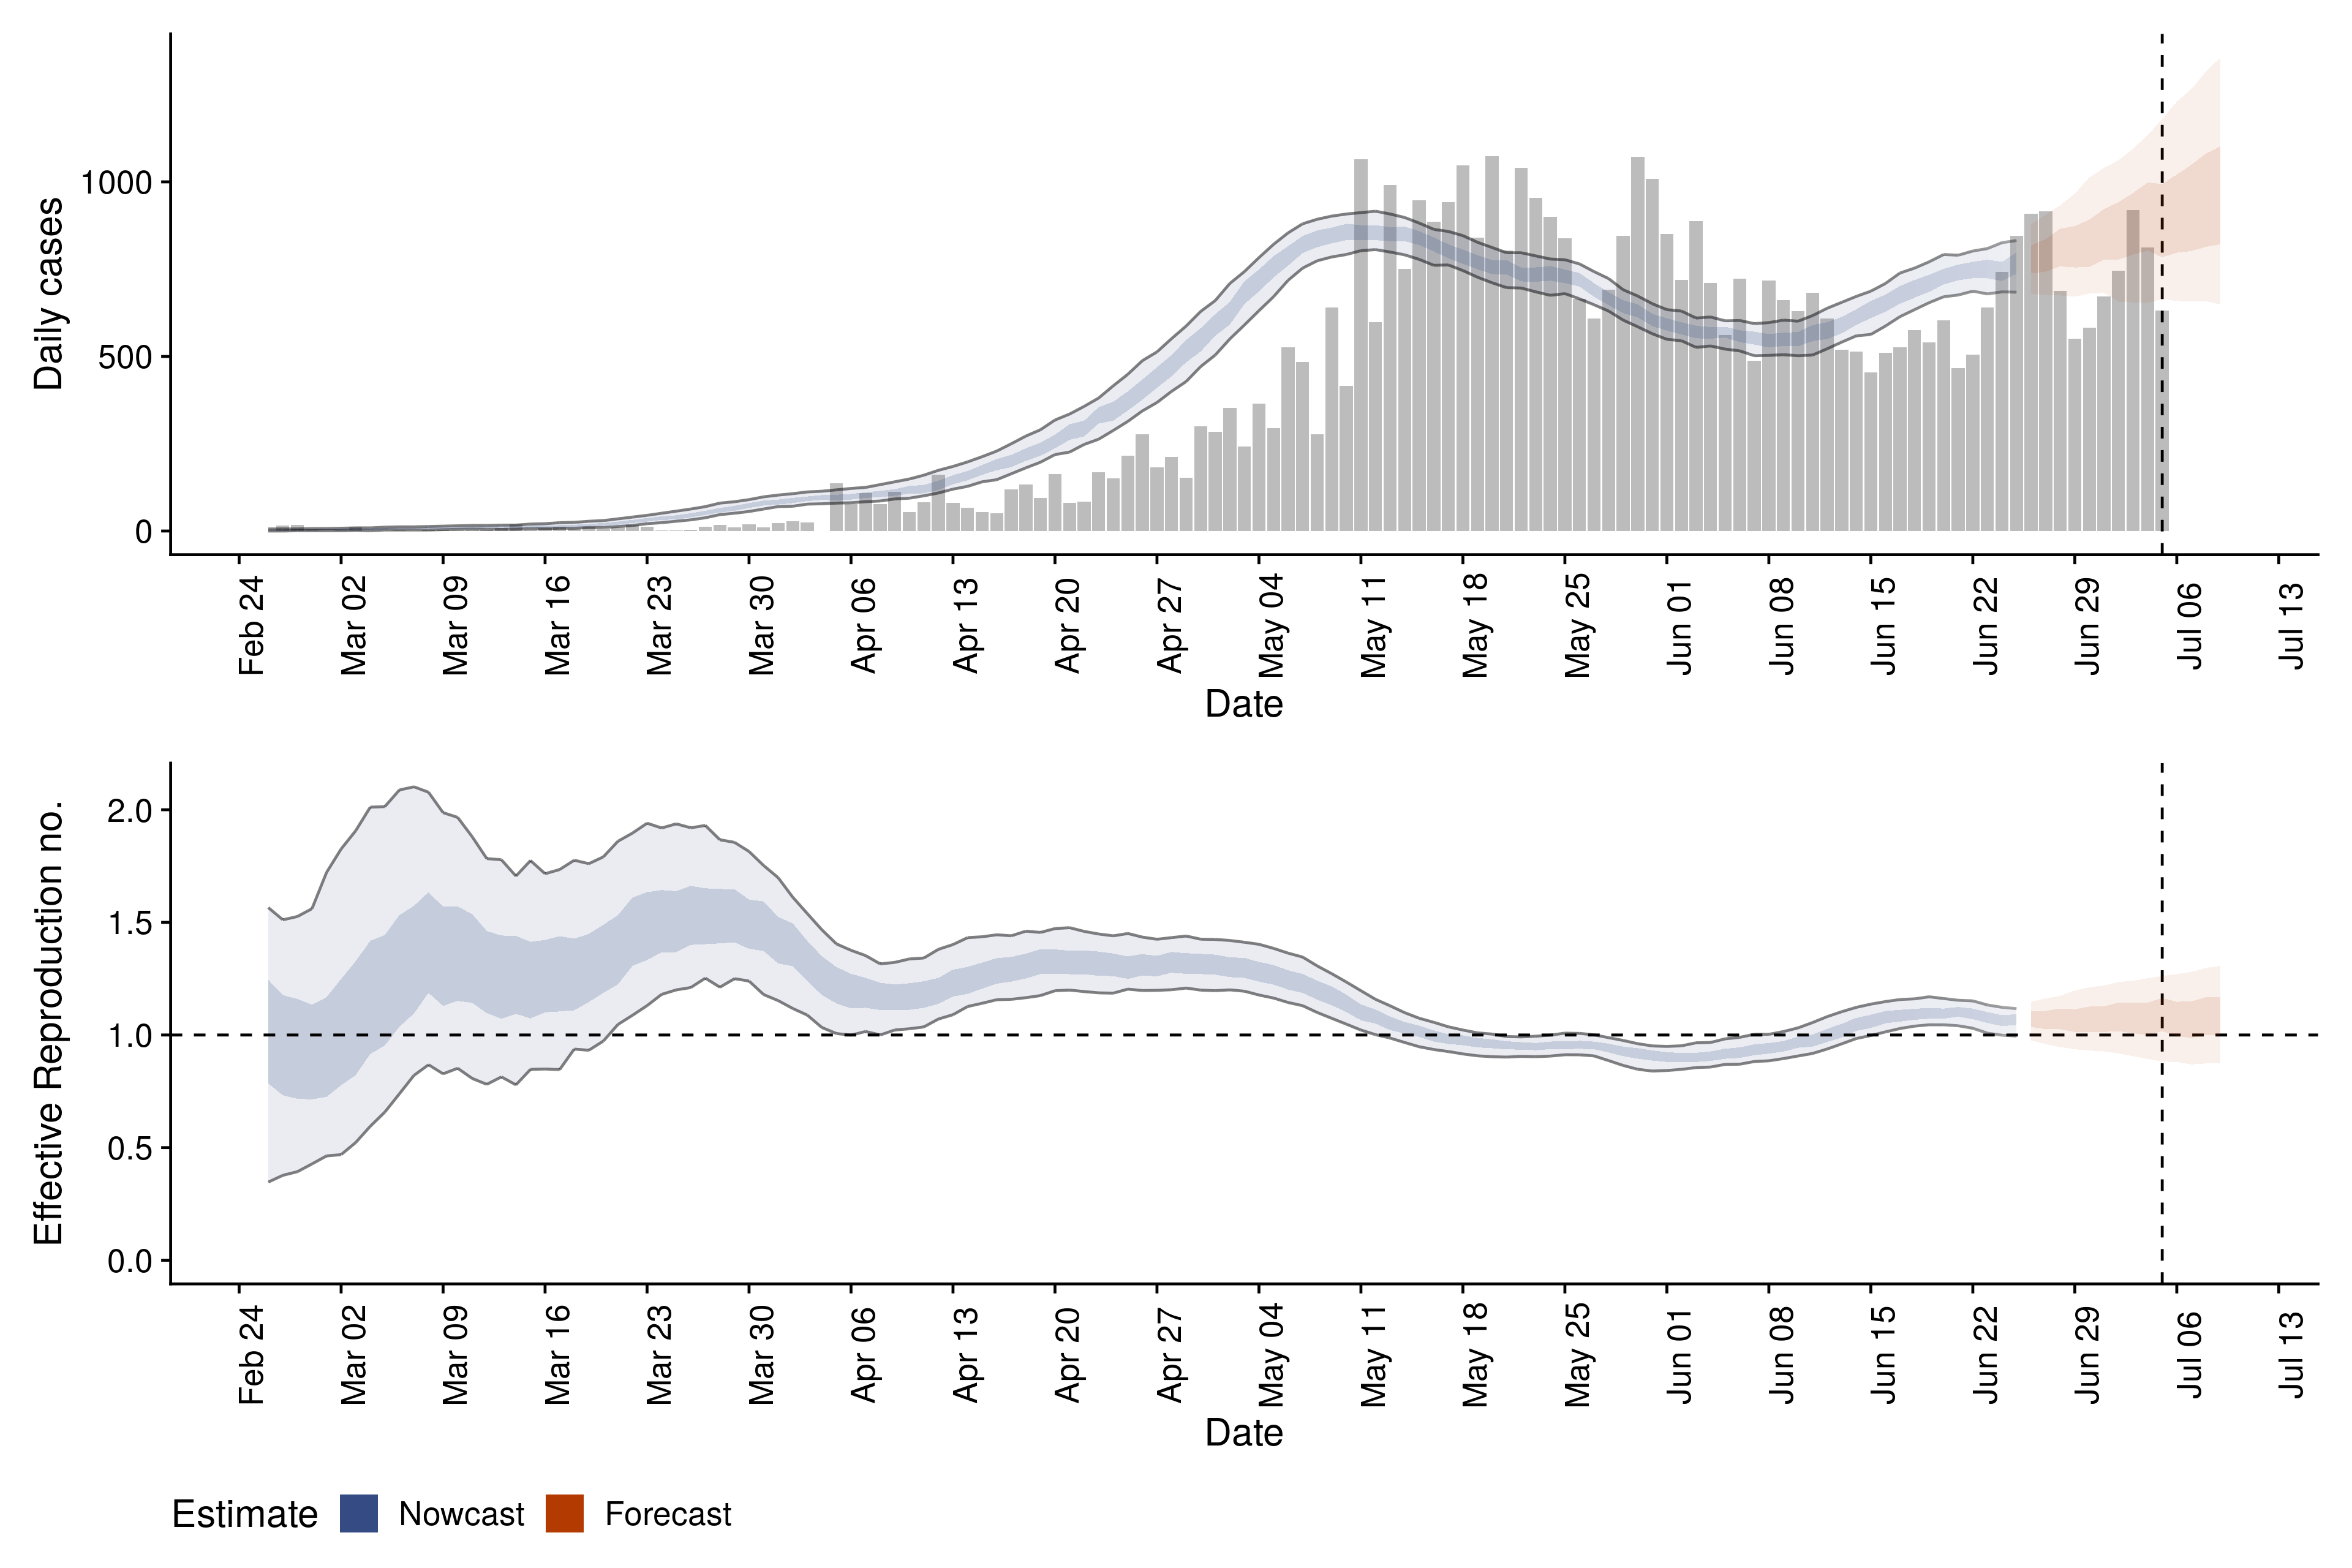 Daily cases
1000
500
0
Feb 24 Mar 02 Mar 09 Mar 16 Mar 23 Mar 30 Apr 06 Apr 13 Apr 20 Apr 27 May 04 May 11 May 18 May 25 Jun 01 Jun 08 Jun 15 Jun 22 Jun 29 Jul 06 Jul 13
Date
Effective Reproduction no.
2.0
1.5
1.0
0.5
0.0
Feb 24 Mar 02 Mar 09 Mar 16 Mar 23 Mar 30 Apr 06 Apr 13 Apr 20 Apr 27 May 04 May 11 May 18 May 25 Jun 01 Jun 08 Jun 15 Jun 22 Jun 29 Jul 06 Jul 13
Date
Estimate Nowcast Forecast